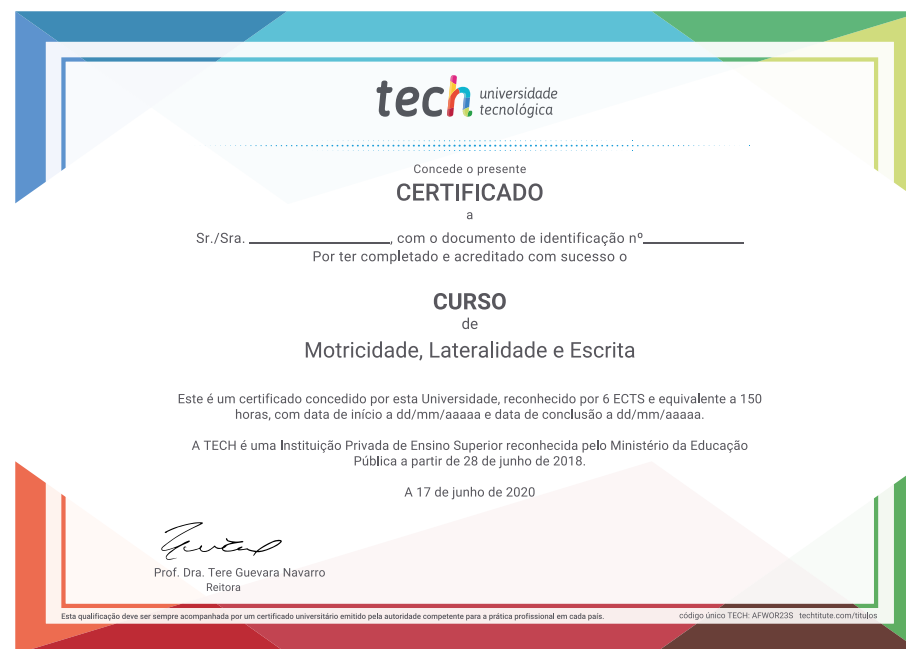 tech universidade
tecnológica
Concede o presente
CERTIFICADO
a
Sr./Sra. ____________________, com o documento de identificação nº______________
Por ter completado e acreditado com sucesso o
CURSO
de
Motricidade, Lateralidade e Escrita
Este é um certificado concedido por esta Universidade, reconhecido por 6 ECTS e equivalente a 150
horas, com data de início a dd/mm/aaaaa e data de conclusão a dd/mm/aaaaa.
A TECH é uma Instituição Privada de Ensino Superior reconhecida pelo Ministério da Educação
Pública a partir de 28 de junho de 2018.
A 17 de junho de 2020
Prof. Dra. Tere Guevara Navarro
Reitora
Esta qualificação deve ser sempre acompanhada por um certificado universitário emitido pela autoridade competente para a prática profissional em cada país.
código único TECH: AFWOR23S techtitute.com/titulos